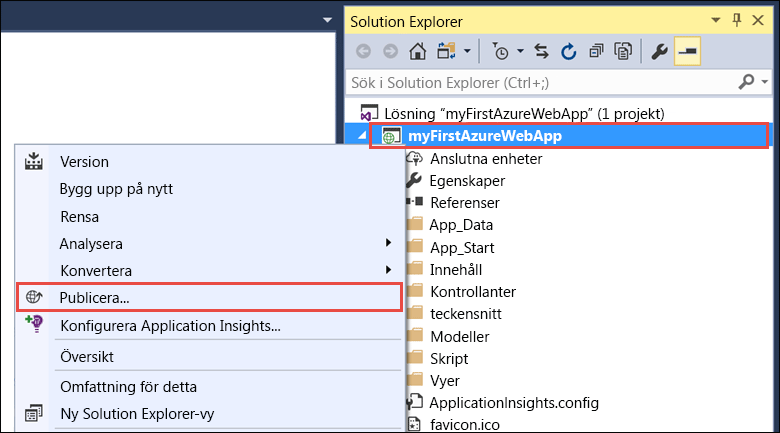 Solution Explorer
Sök i Solution Explorer (Ctrl+;)
Lösning "myFirstAzureWebApp" (1 projekt)
myFirstAzureWebApp
Anslutna enheter
Egenskaper
Referenser
App_Data
App_Start
Innehåll
Kontrollanter
teckensnitt
Modeller
Skript
Vyer
ApplicationInsights.config
favicon.ico
Version
Bygg upp på nytt
Rensa
Analysera
Konvertera
Publicera...
Konfigurera Application Insights...
Översikt
Omfattning för detta
Ny Solution Explorer-vy